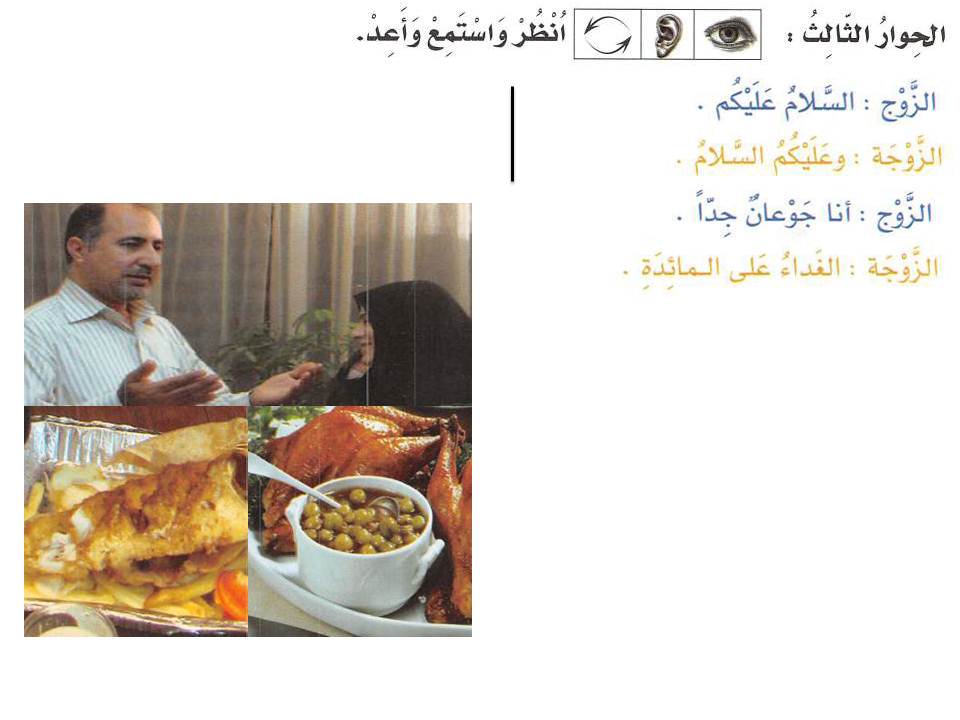 الحِوارُ الثّالِثُ : اُنْظُرْ وَاسْتَمِعْ وَأَعِدْ.
الزَّوْج : السَّلامُ عَلَيْكُم .
الزَّوْجَة : وعَلَيْكُمُ السَّلامُ .
الزَّوْج : أنا جَوْعانٌ جِدّاً .
الزَّوْجَة : الغَداءُ عَلى المائِدَةِ .